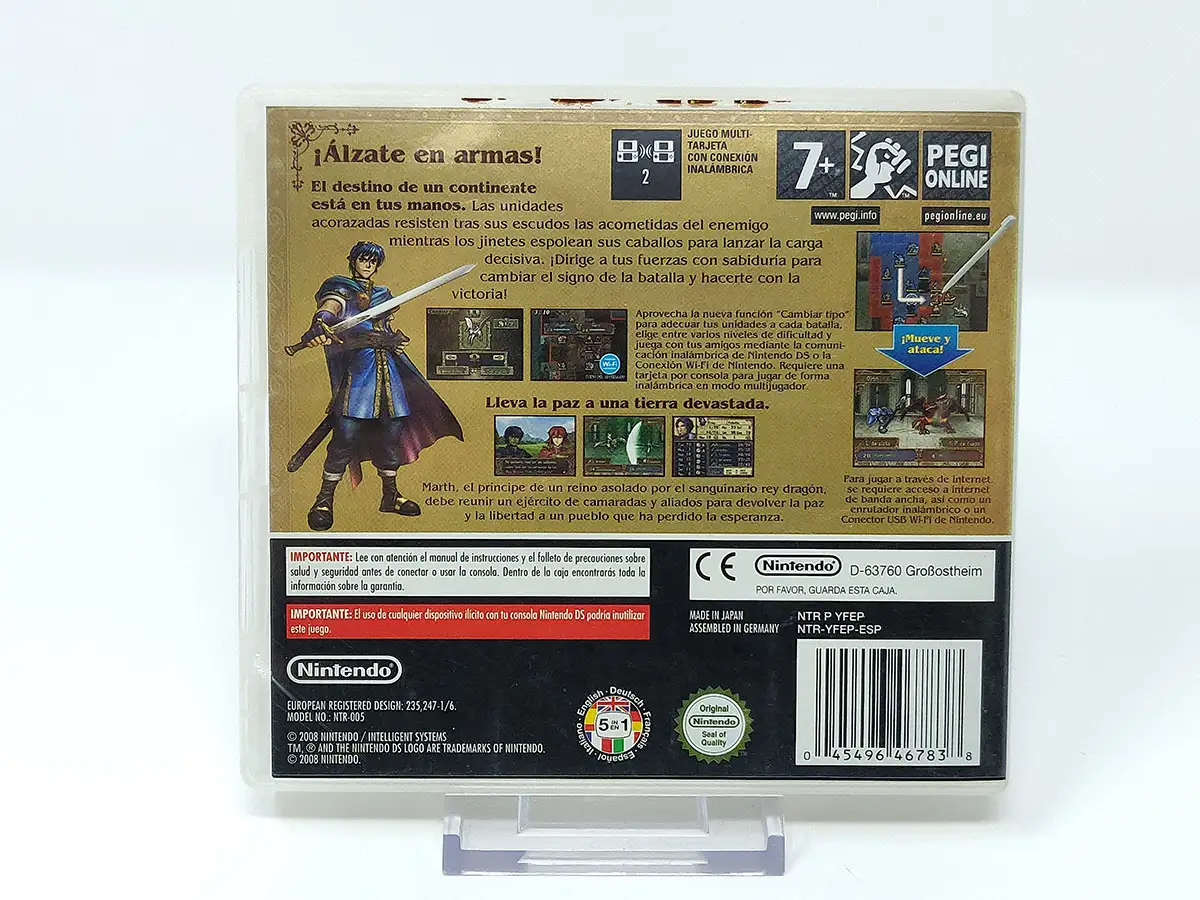 ¡Álzate en armas!
El destino de un continente
está en tus manos. Las unidades
acorazadas resisten tras sus escudos las acometidas del enemigo
mientras los jinetes espolean sus caballos para lanzar la carga
decisiva. ¡Dirige a tus fuerzas con sabiduría para
cambiar el signo de la batalla y hacerte con la
victoria!
2
JUEGO MULTI-
TARJETA
CON CONEXIÓN
INALÁMBRICA
7+
™
™
PEGI
ONLINE
www.pegi.info
pegionline.eu
¡Mueve y
ataca!
Wi-Fi
Aprovecha la nueva función "Cambiar tipo"
para adecuar tus unidades a cada batalla,
elige entre varios niveles de dificultad y
juega con tus amigos mediante la comuni-
cación inalámbrica de Nintendo DS o la
Conexión Wi-Fi de Nintendo. Requiere una
tarjeta por consola para jugar de forma
inalámbrica en modo multijugador.
Lleva la paz a una tierra devastada.
Marth, el príncipe de un reino asolado por el sanguinario rey dragón,
debe reunir un ejército de camaradas y aliados para devolver la paz
y la libertad a un pueblo que ha perdido la esperanza.
Para jugar a través de internet
se requiere acceso a internet
de banda ancha, así como un
enrutador inalámbrico o un
Conector USB Wi-Fi de Nintendo.
IMPORTANTE: Lee con atención el manual de instrucciones y el folleto de precauciones sobre
salud y seguridad antes de conectar o usar la consola. Dentro de la caja encontrarás toda la
información sobre la garantía.
IMPORTANTE: El uso de cualquier dispositivo ilícito con tu consola Nintendo DS podría inutilizar
este juego.
CE Nintendo® D-63760 Großostheim
POR FAVOR, GUARDA ESTA CAJA.
MADE IN JAPAN
ASSEMBLED IN GERMANY
NTR P YFEP
NTR-YFEP-ESP
Nintendo®
EUROPEAN REGISTERED DESIGN: 235,247-1/6.
MODEL NO.: NTR-005
© 2008 NINTENDO / INTELLIGENT SYSTEMS
TM, ® AND THE NINTENDO DS LOGO ARE TRADEMARKS OF NINTENDO.
© 2008 NINTENDO.
English · Deutsch · Français · Español · Italiano
5 IN EN 1
Original
Nintendo
Seal of
Quality
0 45496 46783 8